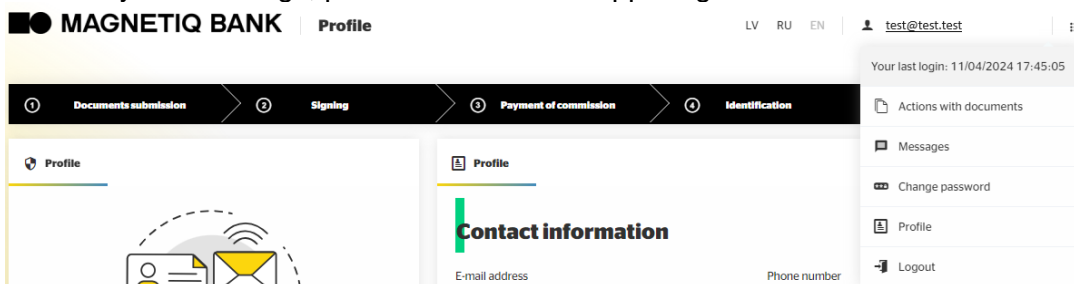 MAGNETIQ BANK Profile LV RU EN test@test.test
Your last login: 11/04/2024 17:45:05
1 Documents submission 2 Signing 3 Payment of commission 4 Identification
Actions with documents
Messages
Change password
Profile
Logout
Profile
Profile
Contact information
E-mail address Phone number